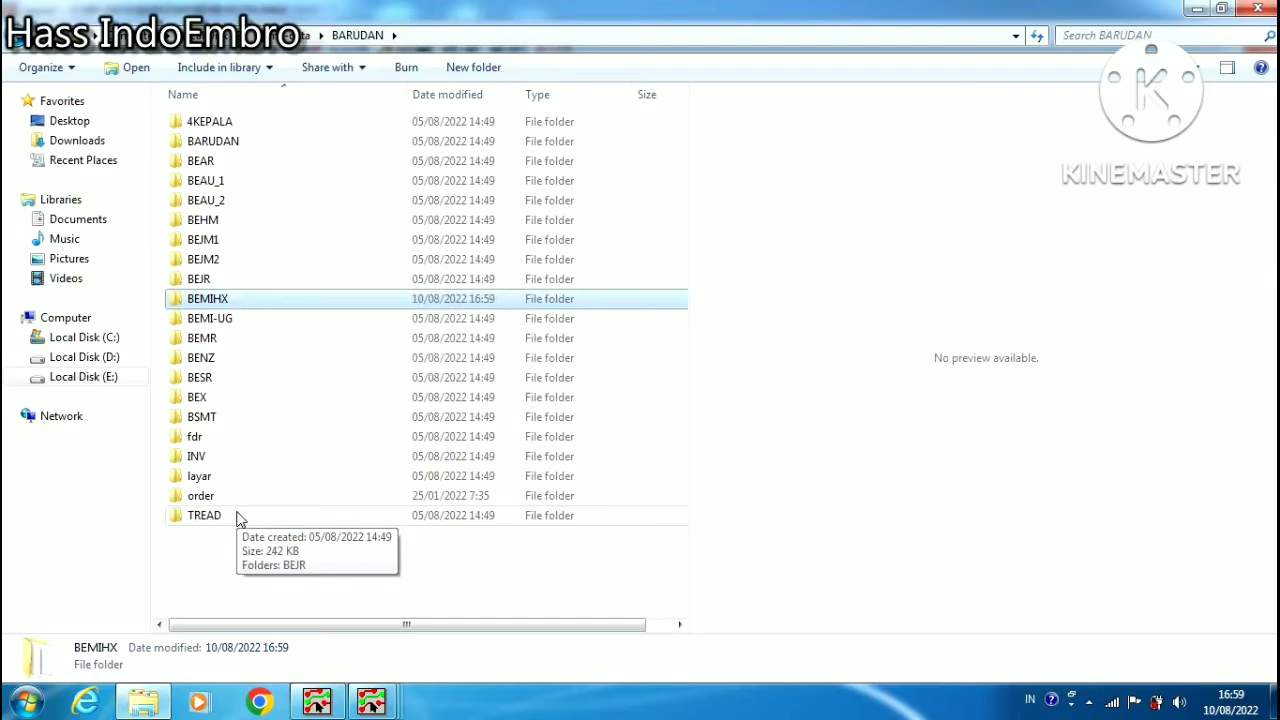 Hass IndoEmbro
BARUDAN
Search BARUDAN
Organize
Open
Include in library
Share with
Burn
New folder
KINEMASTER
Favorites
Desktop
Downloads
Recent Places
Libraries
Documents
Music
Pictures
Videos
Computer
Local Disk (C:)
Local Disk (D:)
Local Disk (E:)
Network
Name Date modified Type Size
4KEPALA 05/08/2022 14:49 File folder
BARUDAN 05/08/2022 14:49 File folder
BEAR 05/08/2022 14:49 File folder
BEAU_1 05/08/2022 14:49 File folder
BEAU_2 05/08/2022 14:49 File folder
BEHM 05/08/2022 14:49 File folder
BEJM1 05/08/2022 14:49 File folder
BEJM2 05/08/2022 14:49 File folder
BEJR 05/08/2022 14:49 File folder
BEMIHX 10/08/2022 16:59 File folder
BEMI-UG 05/08/2022 14:49 File folder
BEMR 05/08/2022 14:49 File folder
BENZ 05/08/2022 14:49 File folder
BESR 05/08/2022 14:49 File folder
BEX 05/08/2022 14:49 File folder
BSMT 05/08/2022 14:49 File folder
fdr 05/08/2022 14:49 File folder
INV 05/08/2022 14:49 File folder
layar 05/08/2022 14:49 File folder
order 25/01/2022 7:35 File folder
TREAD 05/08/2022 14:49 File folder
Date created: 05/08/2022 14:49
Size: 242 KB
Folders: BEJR
No preview available.
BEMIHX Date modified: 10/08/2022 16:59
File folder
IN
16:59
10/08/2022